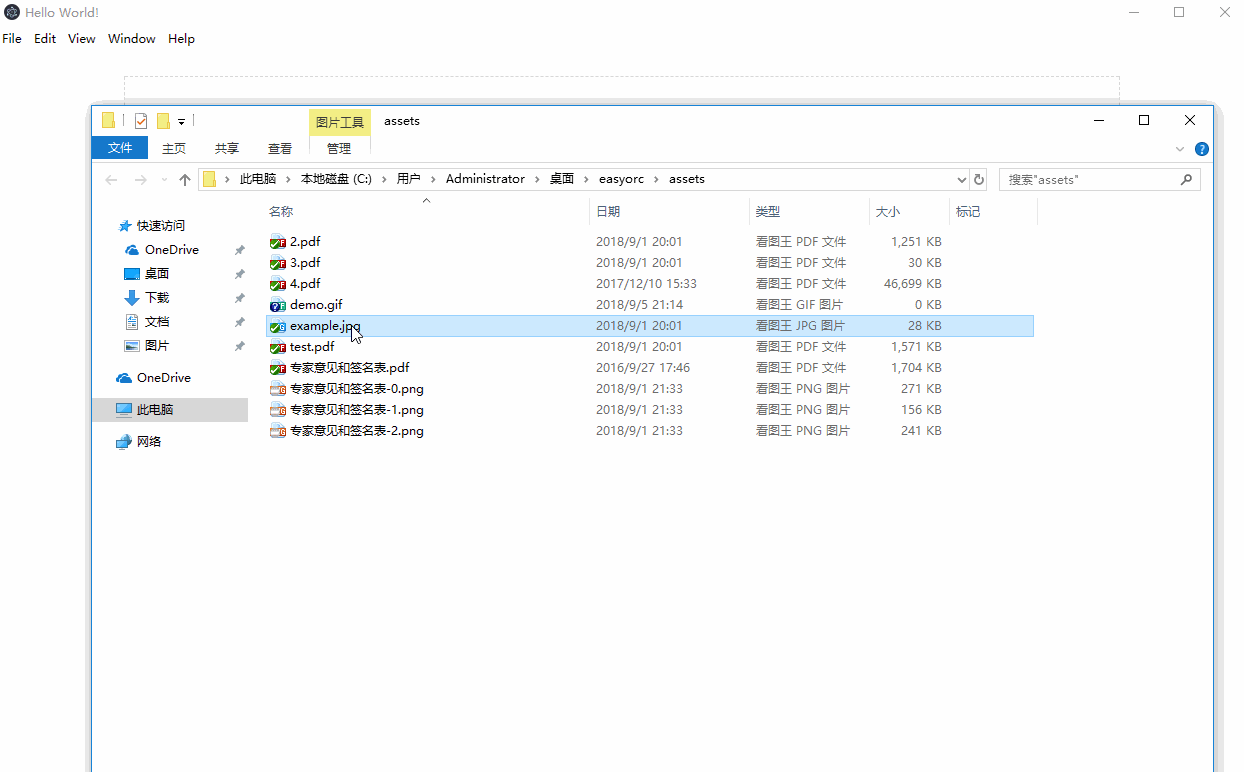 Hello World!
File Edit View Window Help
图片工具 assets
文件 主页 共享 查看 管理
此电脑 本地磁盘 (C:) 用户 Administrator 桌面 easyorc assets 搜索"assets"
名称 日期 类型 大小 标记
快速访问
OneDrive
桌面
下载
文档
图片
OneDrive
此电脑
网络
2.pdf 2018/9/1 20:01 看图王 PDF 文件 1,251 KB
3.pdf 2018/9/1 20:01 看图王 PDF 文件 30 KB
4.pdf 2017/12/10 15:33 看图王 PDF 文件 46,699 KB
demo.gif 2018/9/5 21:14 看图王 GIF 图片 0 KB
example.jpg 2018/9/1 20:01 看图王 JPG 图片 28 KB
test.pdf 2018/9/1 20:01 看图王 PDF 文件 1,571 KB
专家意见和签名表.pdf 2016/9/27 17:46 看图王 PDF 文件 1,704 KB
专家意见和签名表-0.png 2018/9/1 21:33 看图王 PNG 图片 271 KB
专家意见和签名表-1.png 2018/9/1 21:33 看图王 PNG 图片 156 KB
专家意见和签名表-2.png 2018/9/1 21:33 看图王 PNG 图片 241 KB